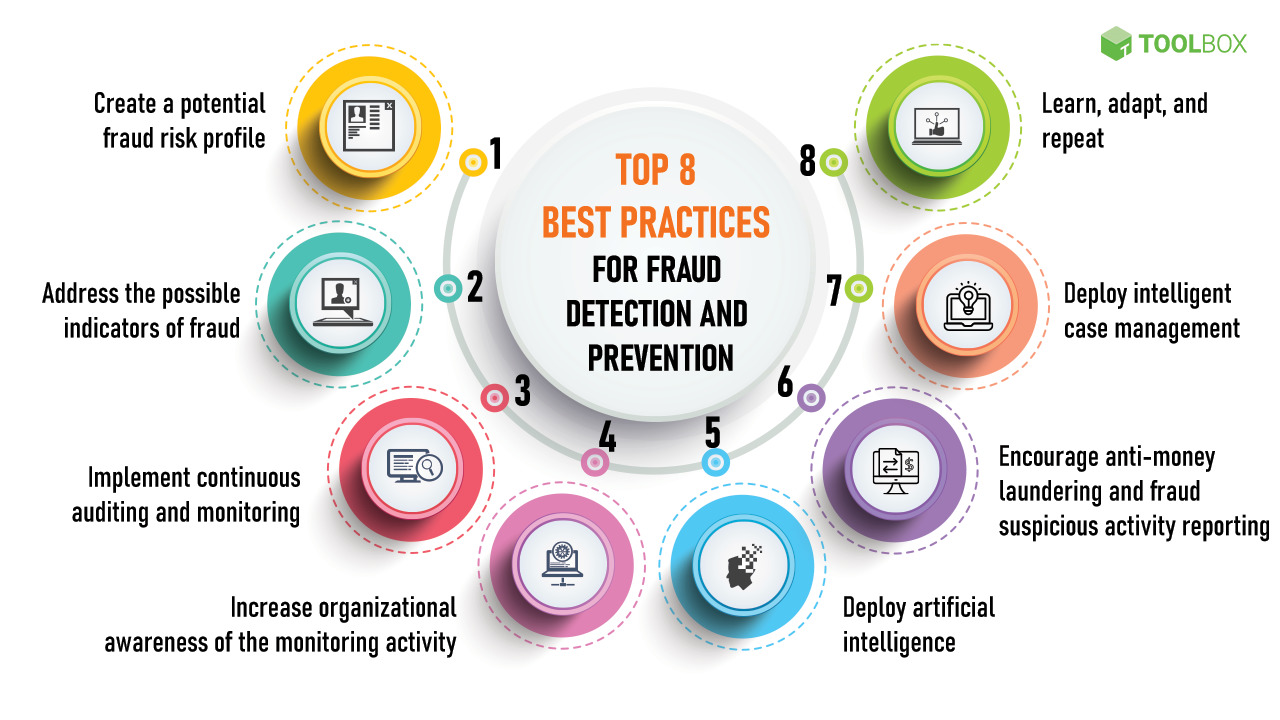 TOOLBOX
TOP 8
BEST PRACTICES
FOR FRAUD
DETECTION AND
PREVENTION
1
Create a potential
fraud risk profile
2
Address the possible
indicators of fraud
3
Implement continuous
auditing and monitoring
4
Increase organizational
awareness of the monitoring activity
5
Deploy artificial
intelligence
6
Encourage anti-money
laundering and fraud
suspicious activity reporting
7
Deploy intelligent
case management
8
Learn, adapt, and
repeat